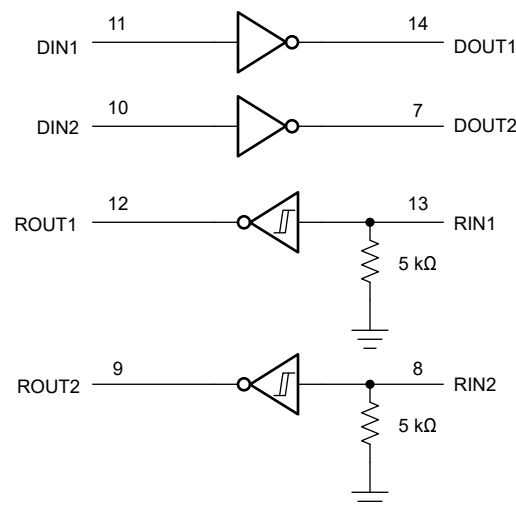 11 14
DIN1 DOUT1
10 7
DIN2 DOUT2
12 13
ROUT1 RIN1
5 kΩ
9 8
ROUT2 RIN2
5 kΩ